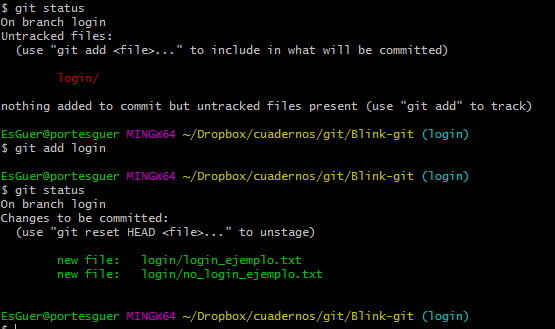 $ git status
On branch login
Untracked files:
  (use "git add <file>..." to include in what will be committed)

        login/

nothing added to commit but untracked files present (use "git add" to track)

EsGuer@portesguer MINGW64 ~/Dropbox/cuadernos/git/Blink-git (login)
$ git add login

EsGuer@portesguer MINGW64 ~/Dropbox/cuadernos/git/Blink-git (login)
$ git status
On branch login
Changes to be committed:
  (use "git reset HEAD <file>..." to unstage)

        new file:   login/login_ejemplo.txt
        new file:   login/no_login_ejemplo.txt


EsGuer@portesguer MINGW64 ~/Dropbox/cuadernos/git/Blink-git (login)
$